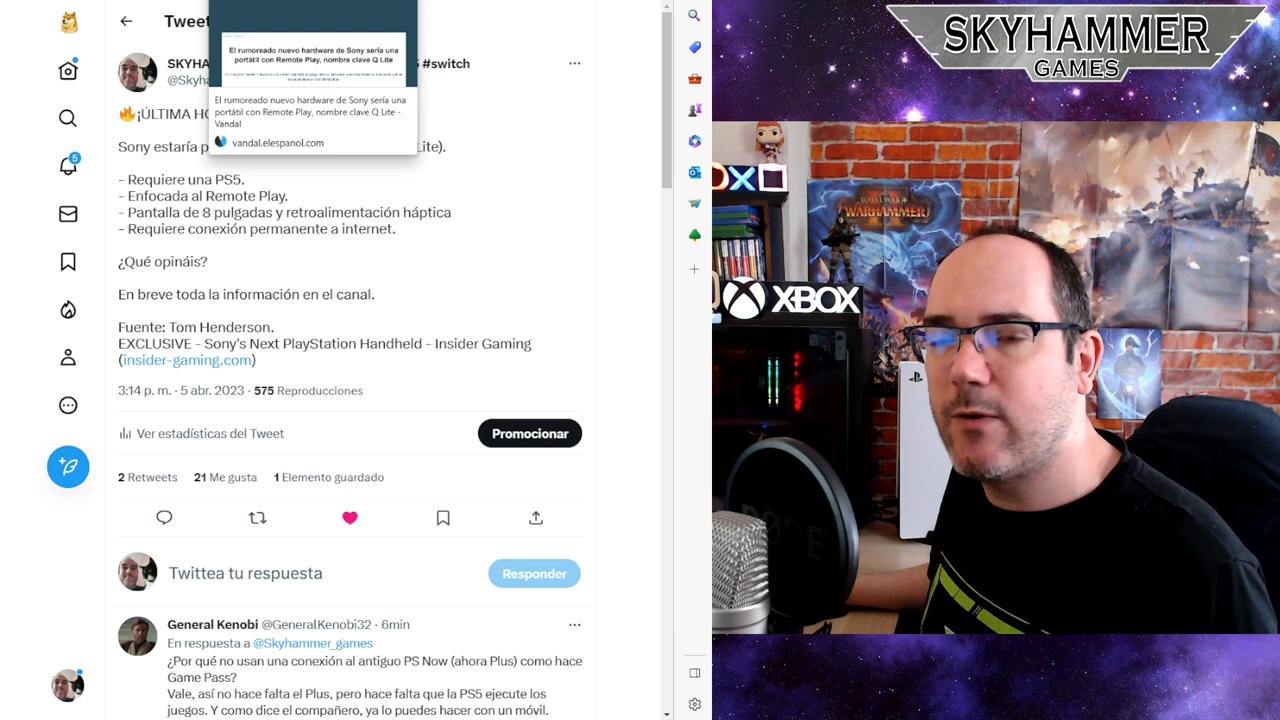 Tweet
SKYHA
#switch
@Skyha
🔥¡ÚLTIMA HO
Sony estaría p
Lite).
El rumoreado nuevo hardware de Sony sería una
portátil con Remote Play, nombre clave Q Lite
El rumoreado nuevo hardware de Sony sería una
portátil con Remote Play, nombre clave Q Lite -
Vandal
vandal.elespanol.com
- Requiere una PS5.
- Enfocada al Remote Play.
- Pantalla de 8 pulgadas y retroalimentación háptica
- Requiere conexión permanente a internet.
¿Qué opináis?
En breve toda la información en el canal.
Fuente: Tom Henderson.
EXCLUSIVE - Sony's Next PlayStation Handheld - Insider Gaming
(insider-gaming.com)
3:14 p. m. · 5 abr. 2023 · 575 Reproducciones
Ver estadísticas del Tweet
Promocionar
2 Retweets 21 Me gusta 1 Elemento guardado
Twittea tu respuesta
Responder
General Kenobi @GeneralKenobi32 · 6min
En respuesta a @Skyhammer_games
¿Por qué no usan una conexión al antiguo PS Now (ahora Plus) como hace
Game Pass?
Vale, así no hace falta el Plus, pero hace falta que la PS5 ejecute los
juegos. Y como dice el compañero, ya lo puedes hacer con un móvil.
5
SKYHAMMER
GAMES
TOTAL WAR
WARHAMMER
II
XBOX
RØDE